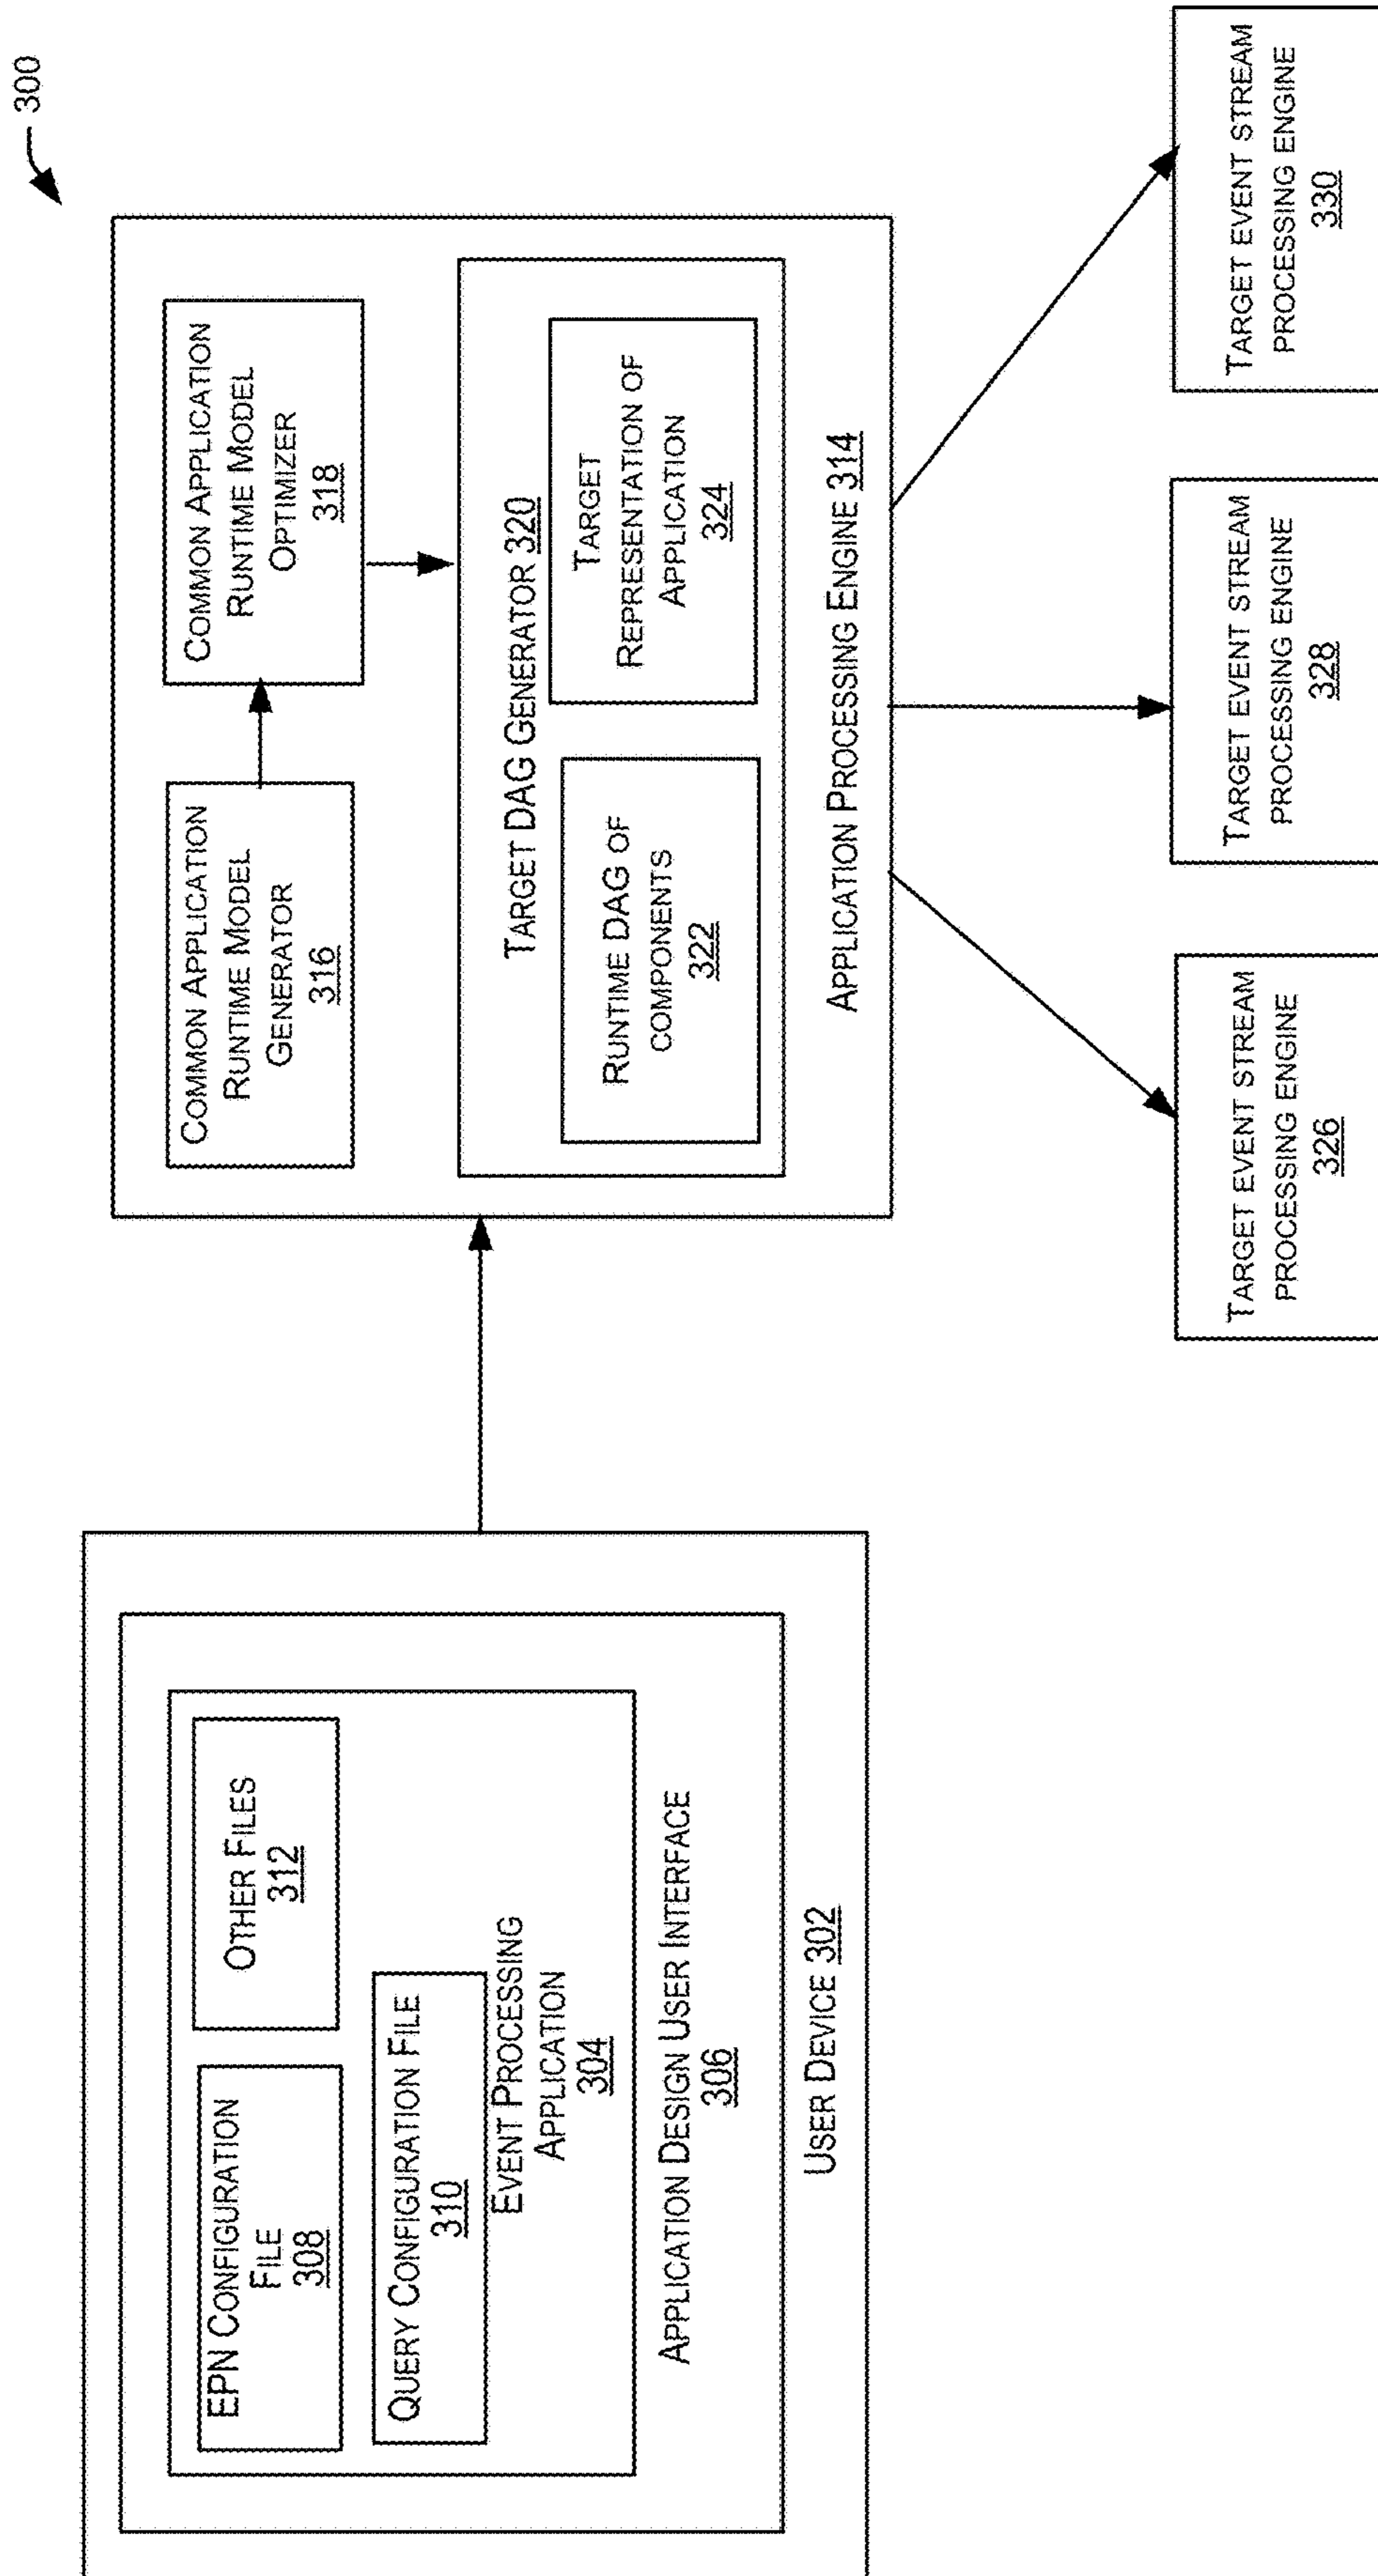 300
EPN CONFIGURATION
FILE
308
OTHER FILES
312
QUERY CONFIGURATION FILE
310
EVENT PROCESSING
APPLICATION
304
APPLICATION DESIGN USER INTERFACE
306
USER DEVICE 302
COMMON APPLICATION
RUNTIME MODEL
GENERATOR
316
COMMON APPLICATION
RUNTIME MODEL
OPTIMIZER
318
TARGET DAG GENERATOR 320
RUNTIME DAG OF
COMPONENTS
322
TARGET
REPRESENTATION OF
APPLICATION
324
APPLICATION PROCESSING ENGINE 314
TARGET EVENT STREAM
PROCESSING ENGINE
326
TARGET EVENT STREAM
PROCESSING ENGINE
328
TARGET EVENT STREAM
PROCESSING ENGINE
330